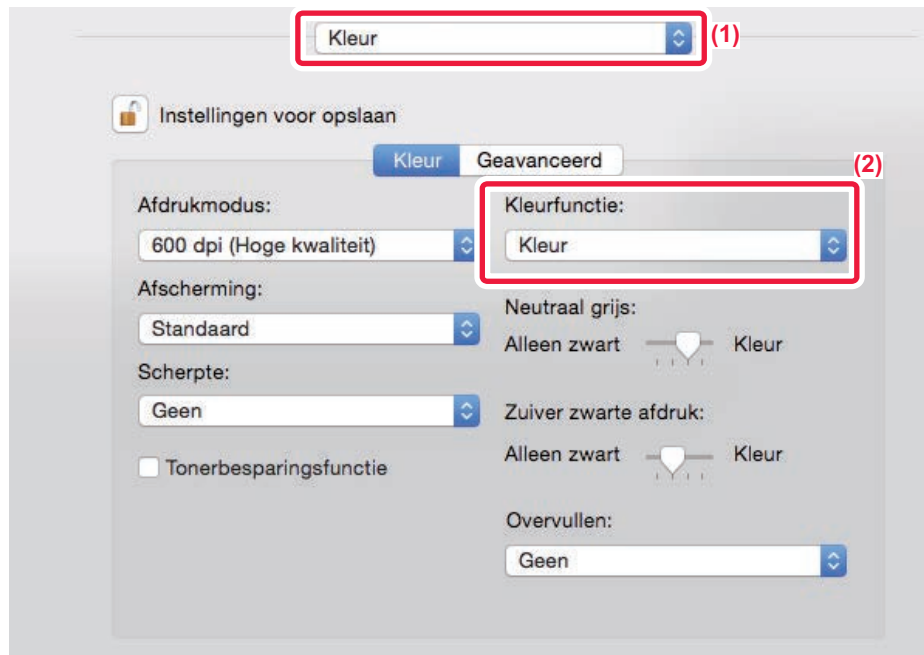 Kleur
(1)
Instellingen voor opslaan
Kleur
Geavanceerd
(2)
Afdrukmodus:
600 dpi (Hoge kwaliteit)
Afscherming:
Standaard
Scherpte:
Geen
Tonerbesparingsfunctie
Kleurfunctie:
Kleur
Neutraal grijs:
Alleen zwart
Kleur
Zuiver zwarte afdruk:
Alleen zwart
Kleur
Overvullen:
Geen